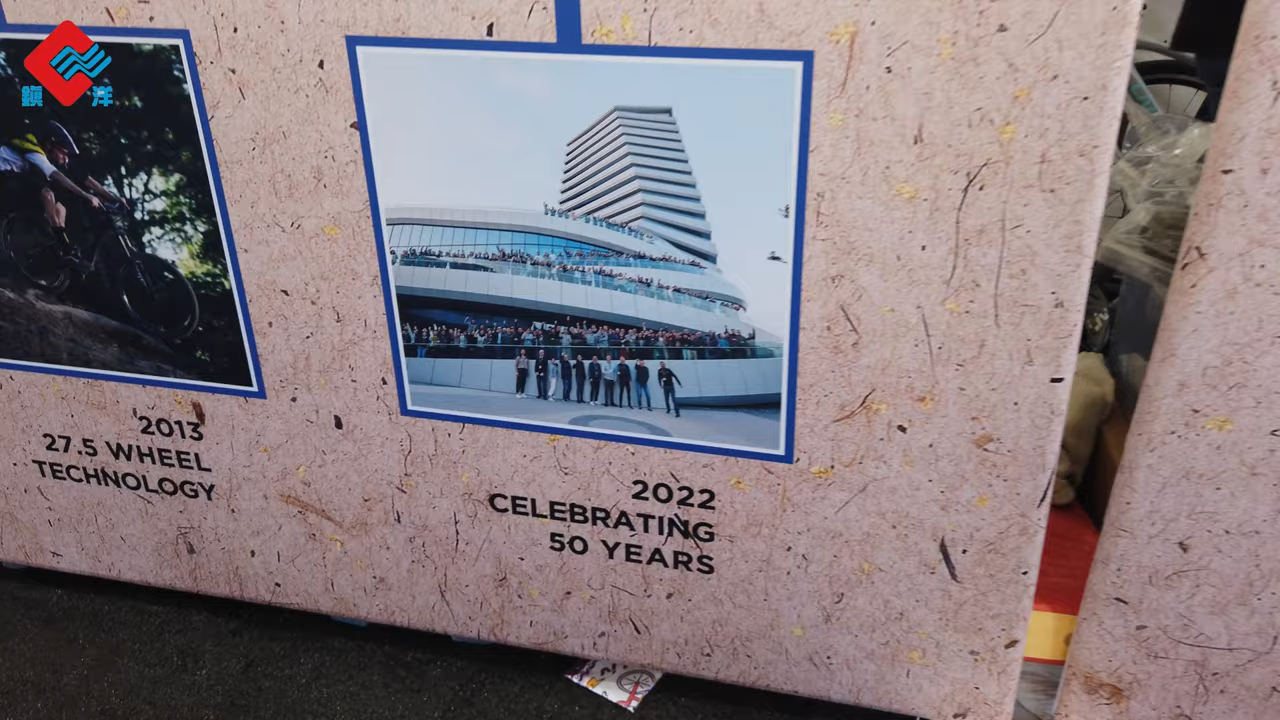 鎮洋
2013
27.5 WHEEL
TECHNOLOGY
2022
CELEBRATING
50 YEARS